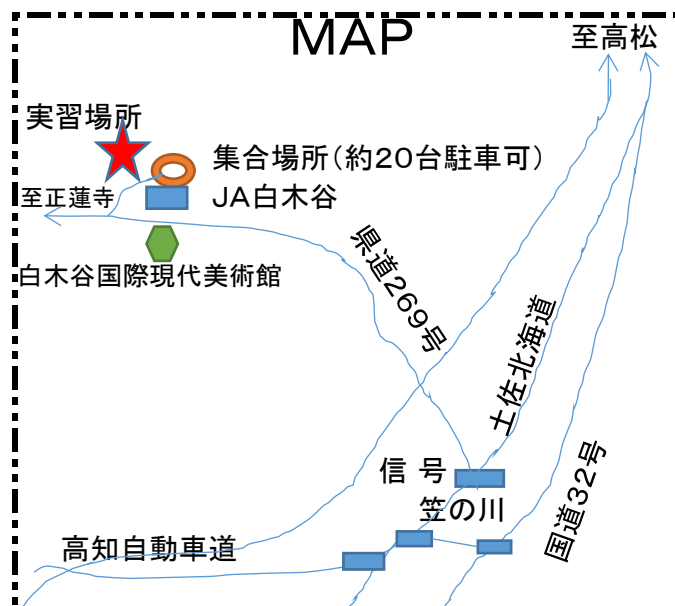 MAP
至高松
実習場所
集合場所(約20台駐車可)
至正蓮寺
JA白木谷
白木谷国際現代美術館
県道269号
土佐北海道
信号
笠の川
国道32号
高知自動車道